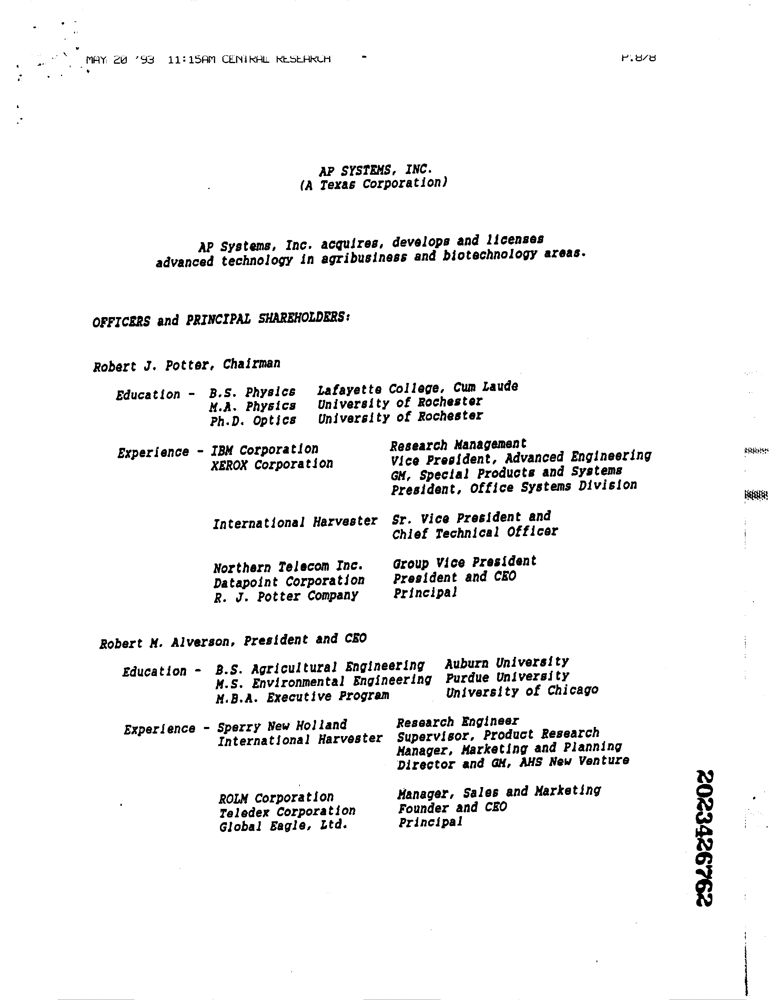 MAY 20 '93 11:15AM CENTRAL RESEARCH - P.8/8
AP SYSTEMS, INC.
(A Texas Corporation)
AP Systems, Inc. acquires, develops and licenses
advanced technology in agribusiness and biotechnology areas.
OFFICERS and PRINCIPAL SHAREHOLDERS:
Robert J. Potter, Chairman
Education - B.S. Physics Lafayette College, Cum Laude
M.A. Physics University of Rochester
Ph.D. Optics University of Rochester
Experience - IBM Corporation Research Management
XEROX Corporation Vice President, Advanced Engineering
GM, Special Products and Systems
President, Office Systems Division
International Harvester Sr. Vice President and
Chief Technical Officer
Northern Telecom Inc. Group Vice President
Datapoint Corporation President and CEO
R. J. Potter Company Principal
Robert M. Alverson, President and CEO
Education - B.S. Agricultural Engineering Auburn University
M.S. Environmental Engineering Purdue University
M.B.A. Executive Program University of Chicago
Experience - Sperry New Holland Research Engineer
International Harvester Supervisor, Product Research
Manager, Marketing and Planning
Director and GM, AHS New Venture
ROLM Corporation Manager, Sales and Marketing
Teledex Corporation Founder and CEO
Global Eagle, Ltd. Principal
2023426762